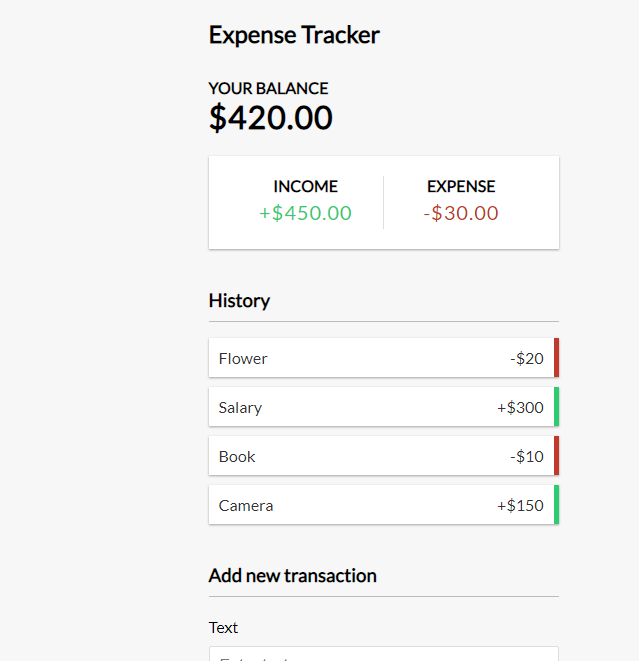 Expense Tracker
YOUR BALANCE
$420.00
INCOME EXPENSE
+$450.00 -$30.00
History
Flower -$20
Salary +$300
Book -$10
Camera +$150
Add new transaction
Text